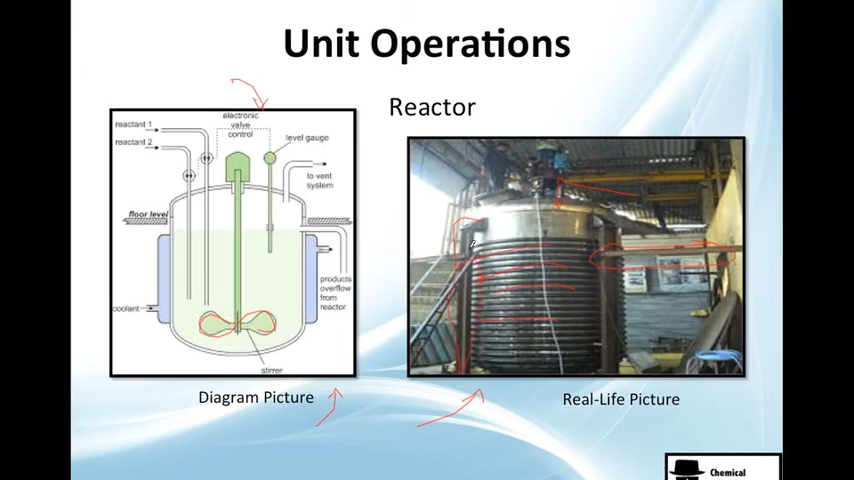 Unit Operations
Reactor
electronic
valve
control
reactant 1
reactant 2
level gauge
to vent
system
floor level
products
overflow
from
reactor
coolant
stirrer
Diagram Picture
Real-Life Picture
Chemical